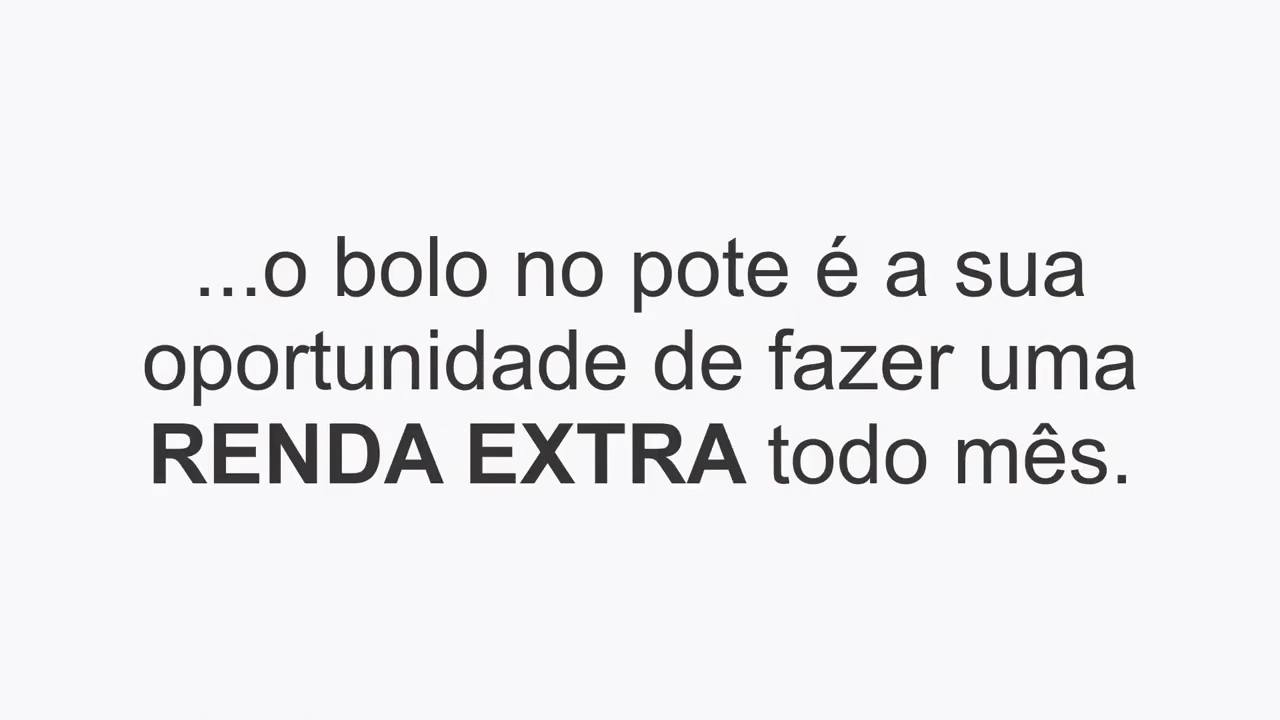 ...o bolo no pote é a sua
oportunidade de fazer uma
RENDA EXTRA todo mês.